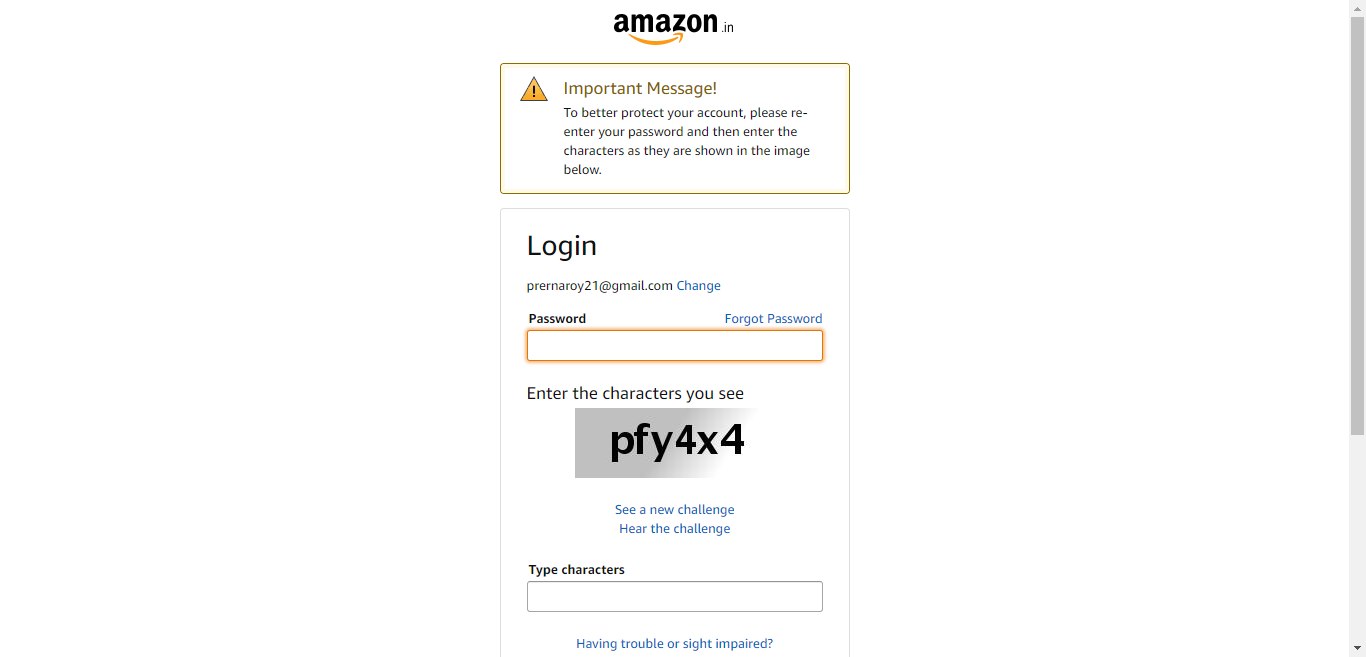 amazon.in
Important Message!
To better protect your account, please re-
enter your password and then enter the
characters as they are shown in the image
below.
Login
prernaroy21@gmail.com Change
Password Forgot Password
Enter the characters you see
pfy4x4
See a new challenge
Hear the challenge
Type characters
Having trouble or sight impaired?